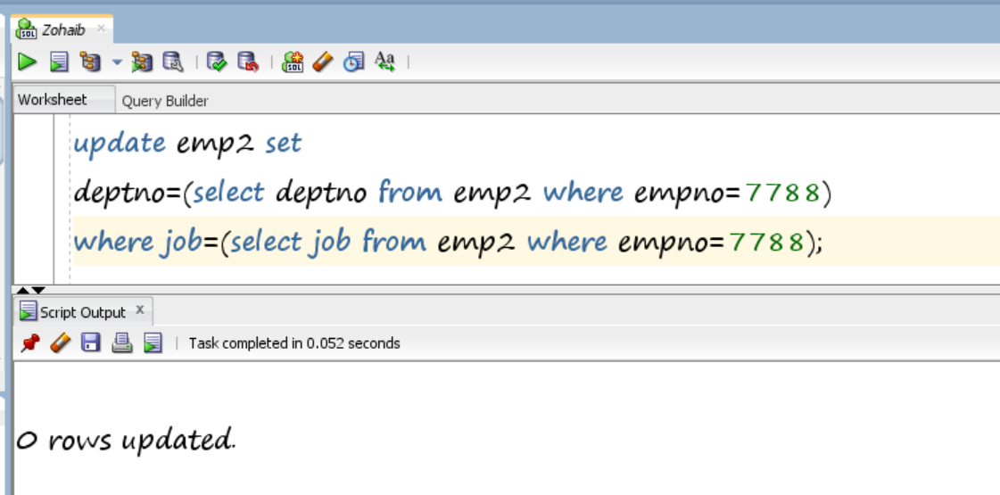 Zohaib
Worksheet Query Builder
update emp2 set
deptno=(select deptno from emp2 where empno=7788)
where job=(select job from emp2 where empno=7788);
Script Output x
Task completed in 0.052 seconds
0 rows updated.